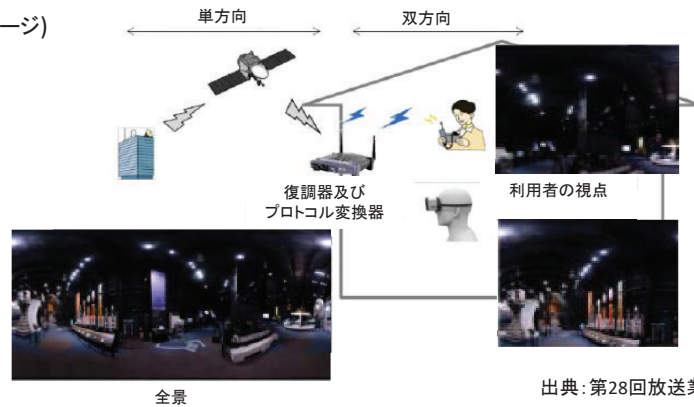 ージ)
単方向
双方向
復調器及び
プロトコル変換器
利用者の視点
全景
出典：第28回放送業